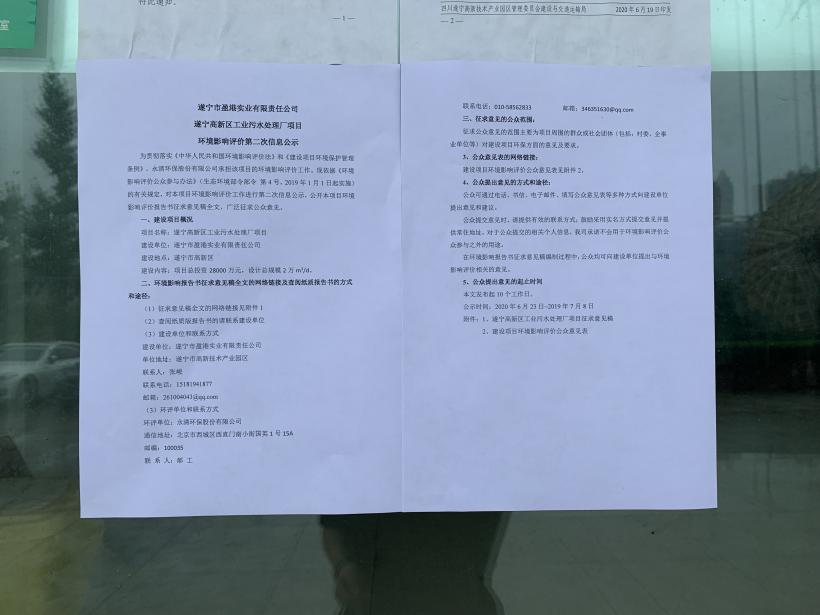 室
特此通知。
— 1 —
四川遂宁高新技术产业园区管理委员会建设与交通运输局 2020年6月19日印发
— 2 —
遂宁市盈港实业有限责任公司
遂宁高新区工业污水处理厂项目
环境影响评价第二次信息公示
为贯彻落实《中华人民共和国环境影响评价法》和《建设项目环境保护管理
条例》，永清环保股份有限公司承担该项目的环境影响评价工作。现依据《环境
影响评价公众参与办法》（生态环境部令部令 第4号，2019年1月1日起实施）
的有关规定，对本项目环境影响评价工作进行第二次信息公示，公开本项目环境
影响评价报告书征求意见稿全文，广泛征求公众意见。
一、建设项目概况
项目名称：遂宁高新区工业污水处理厂项目
建设单位：遂宁市盈港实业有限责任公司
建设地点：遂宁市高新区
建设内容：项目总投资28000万元，设计总规模2万m³/d。
二、环境影响报告书征求意见稿全文的网络链接及查阅纸质报告书的方式
和途径：
（1）征求意见稿全文的网络链接见附件1
（2）查阅纸质版报告书的请联系建设单位
（3）建设单位和联系方式
建设单位：遂宁市盈港实业有限责任公司
单位地址：遂宁市高新技术产业园区
联系人：张峻
联系电话：15181941877
邮箱：261004043@qq.com
（3）环评单位和联系方式
环评单位：永清环保股份有限公司
通信地址：北京市西城区西直门南小街国英1号15A
邮编：100035
联 系 人：邮 工
联系电话：010-58562833 邮箱：346351630@qq.com
三、征求意见的公众范围：
征求公众意见的范围主要为项目周围的群众或社会团体（包括：村委、企事
业单位等）对建设项目环保方面的意见及要求。
3、公众意见表的网络链接：
建设项目环境影响评价公众意见表见附件2。
4、公众提出意见的方式和途径：
公众可通过电话、书信、电子邮件、填写公众意见表等多种方式向建设单位
提出意见和建议。
公众提交意见时，请提供有效的联系方式；鼓励采用实名方式提交意见并提
供常住地址。对于公众提交的相关个人信息，我司承诺不会用于环境影响评价公
众参与之外的用途。
在环境影响报告书征求意见稿编制过程中，公众均可向建设单位提出与环境
影响评价相关的意见。
5、公众提出意见的起止时间
本文发布起10个工作日。
公示时间：2020年6月23日~2019年7月8日
附件：1、遂宁高新区工业污水处理厂项目征求意见稿
2、建设项目环境影响评价公众意见表